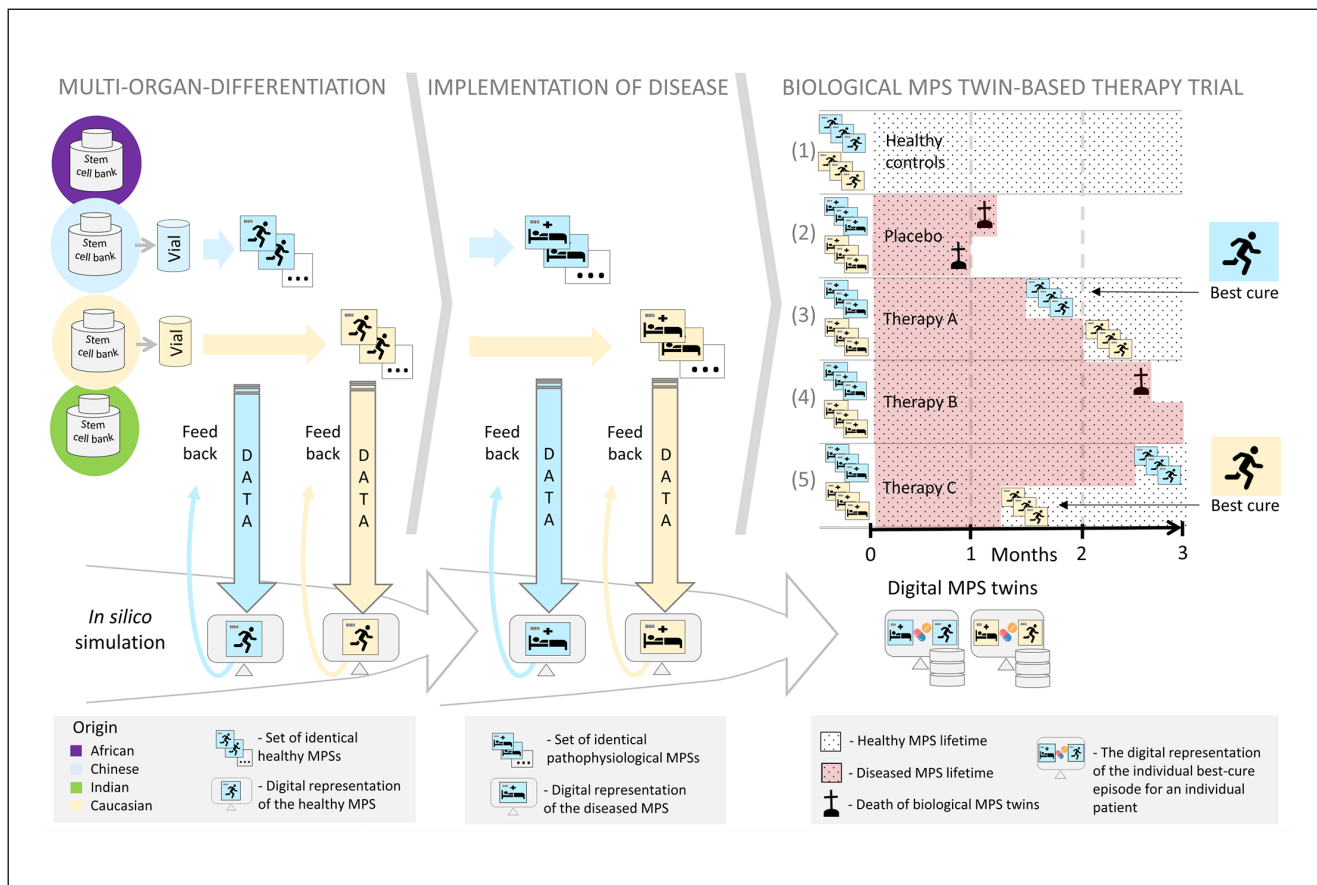 MULTI-ORGAN-DIFFERENTIATION
IMPLEMENTATION OF DISEASE
BIOLOGICAL MPS TWIN-BASED THERAPY TRIAL
Stem
cell bank
Stem
cell bank
Vial
Stem
cell bank
Vial
Stem
cell bank
Feed
back
DATA
Feed
back
DATA
Feed
back
DATA
Feed
back
DATA
(1)
Healthy
controls
(2)
Placebo
(3)
Therapy A
(4)
Therapy B
(5)
Therapy C
Best cure
Best cure
0
1
Months
2
3
In silico
simulation
Digital MPS twins
Origin
African
Chinese
Indian
Caucasian
- Set of identical
healthy MPSs
- Digital representation
of the healthy MPS
- Set of identical
pathophysiological MPSs
- Digital representation
of the diseased MPS
- Healthy MPS lifetime
- Diseased MPS lifetime
- Death of biological MPS twins
- The digital representation
of the individual best-cure
episode for an individual
patient